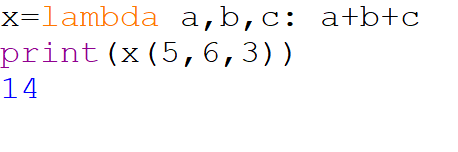 x=lambda a,b,c: a+b+c
print(x(5,6,3))
14